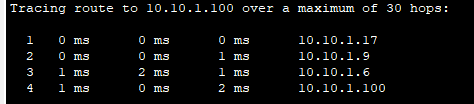 Tracing route to 10.10.1.100 over a maximum of 30 hops:
1 0 ms 0 ms 0 ms 10.10.1.17
2 0 ms 0 ms 1 ms 10.10.1.9
3 1 ms 2 ms 1 ms 10.10.1.6
4 1 ms 0 ms 2 ms 10.10.1.100